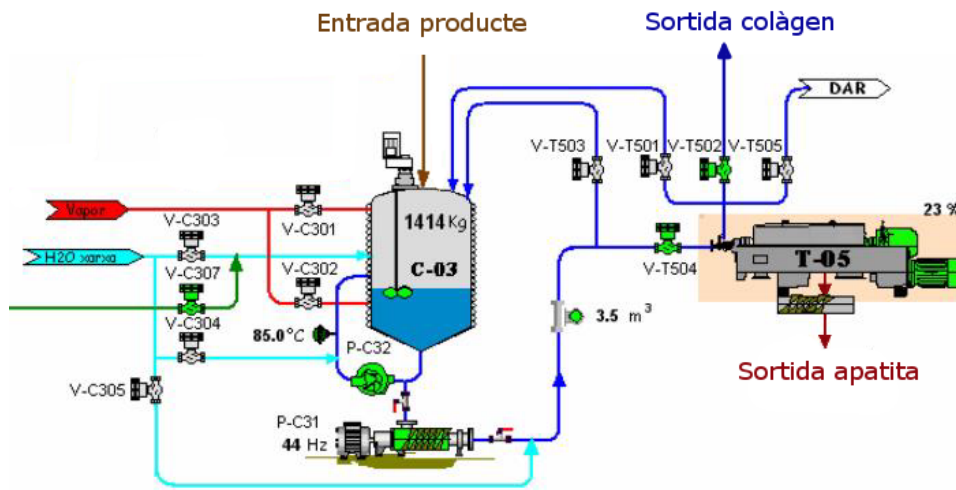 Entrada producte
Sortida colàgen
DAR
V-T503
V-T501
V-T502
V-T505
Vapor
V-C303
V-C301
1414 Kg
23 %
H2O xarxa
V-C307
V-C302
C-03
V-T504
T-05
V-C304
85.0°C
3.5 m³
P-C32
V-C305
Sortida apatita
P-C31
44 Hz